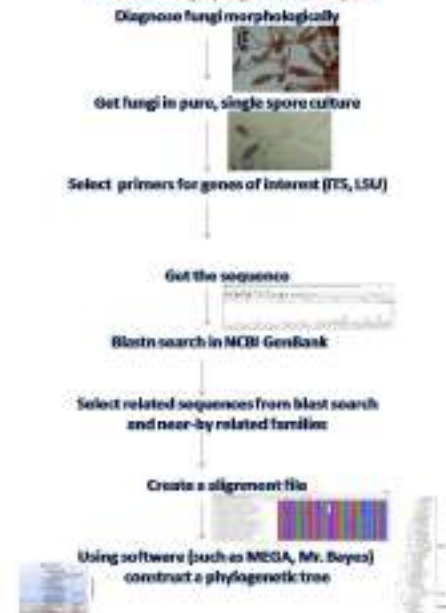 Diagnose fungi morphologically
Get fungi in pure, single spore culture
Select primers for genes of interest (ITS, LSU)
Get the sequence
Blastn search in NCBI GenBank
Select related sequences from blast search
and near-by related families
Create a alignment file
Using software (such as MEGA, Mr. Bayes)
construct a phylogenetic tree